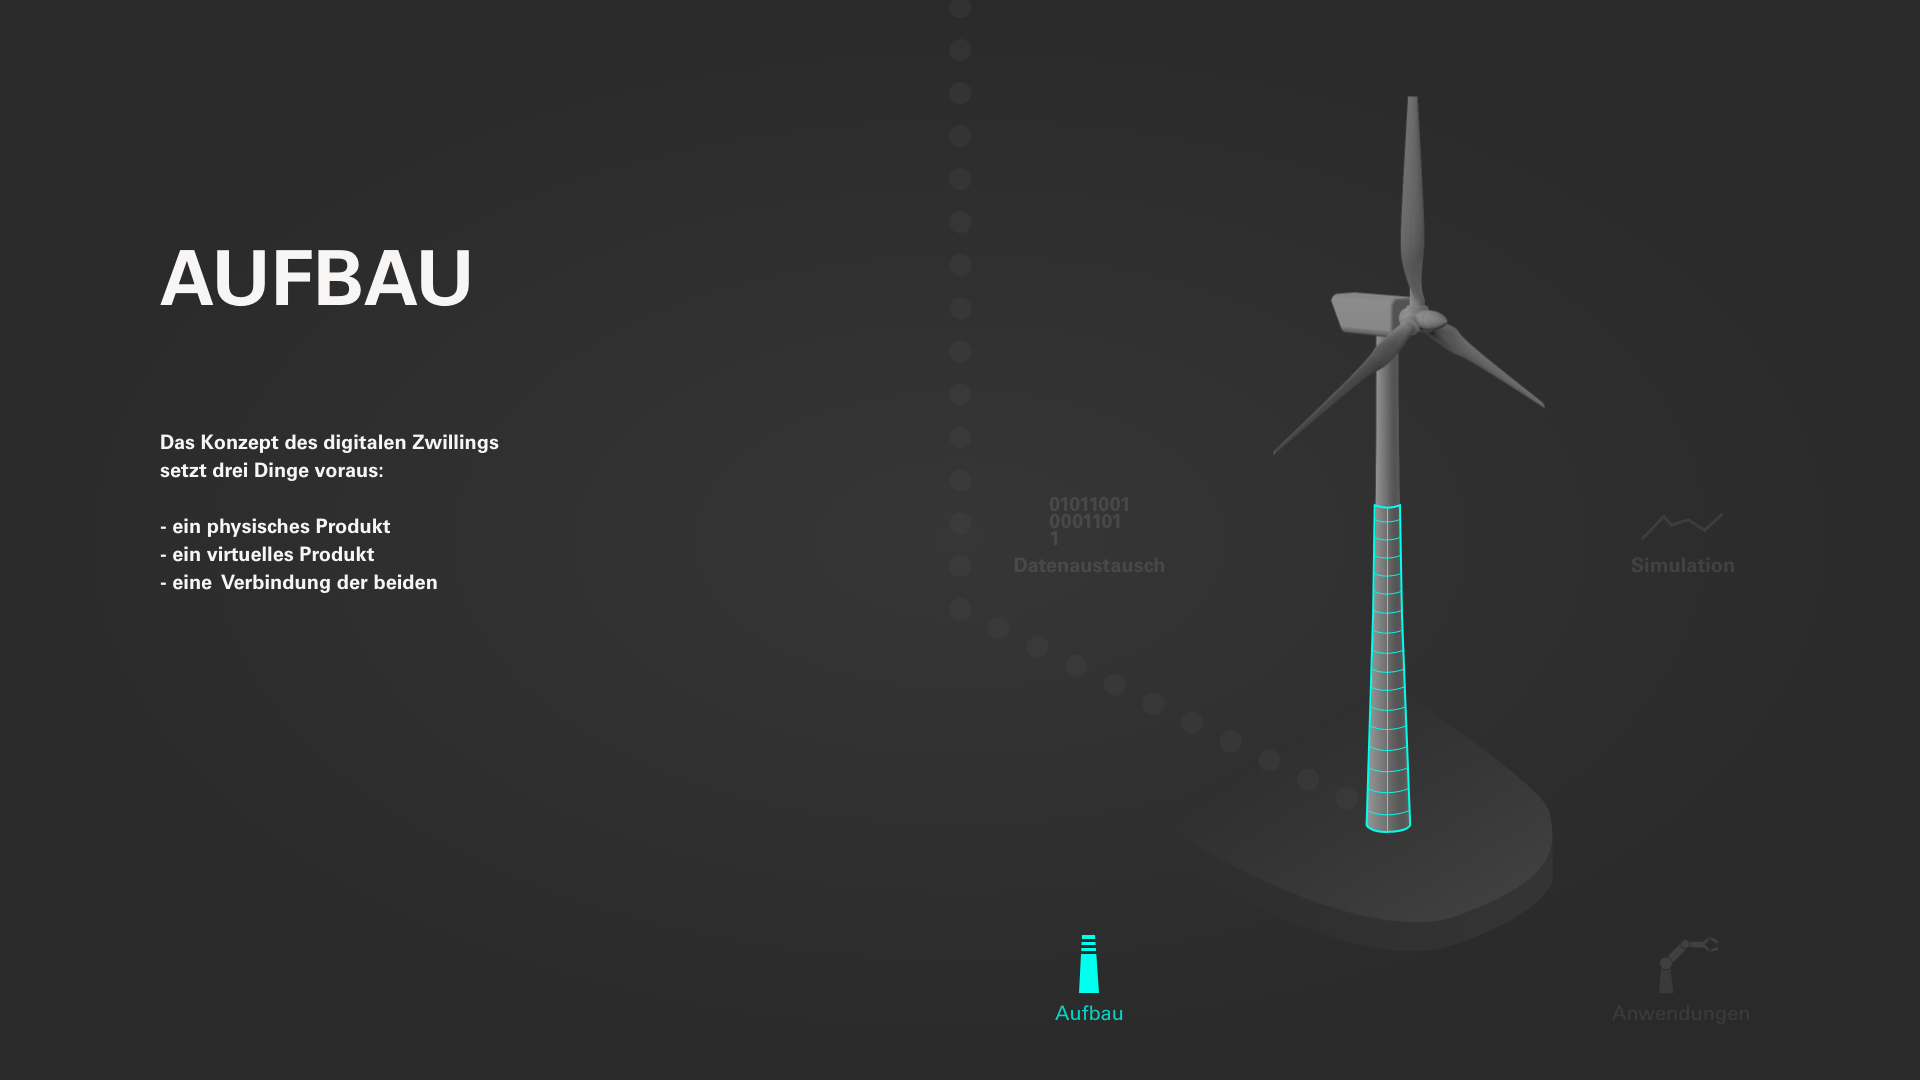 AUFBAU
Das Konzept des digitalen Zwillings
setzt drei Dinge voraus:
- ein physisches Produkt
- ein virtuelles Produkt
- eine Verbindung der beiden
01011001
0001101
1
Datenaustausch
Simulation
Aufbau
Anwendungen